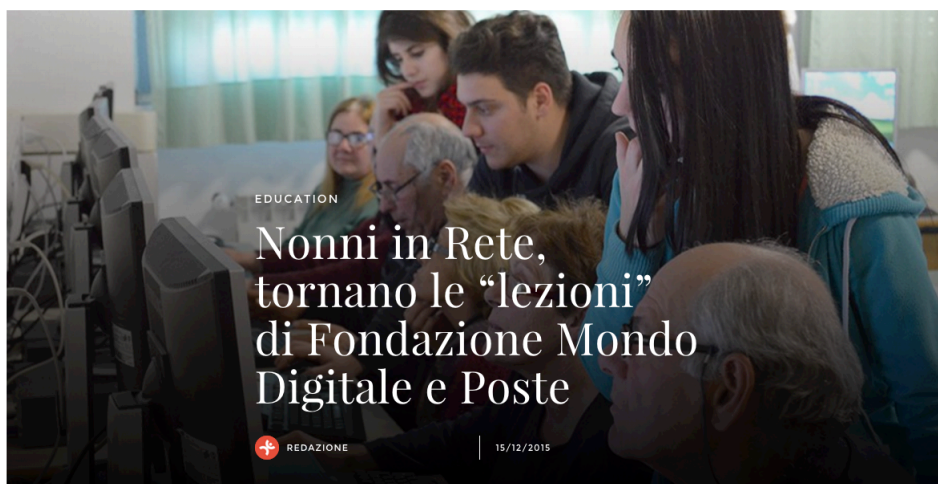 EDUCATION
Nonni in Rete,
tornano le “lezioni”
di Fondazione Mondo
Digitale e Poste
REDAZIONE
15/12/2015